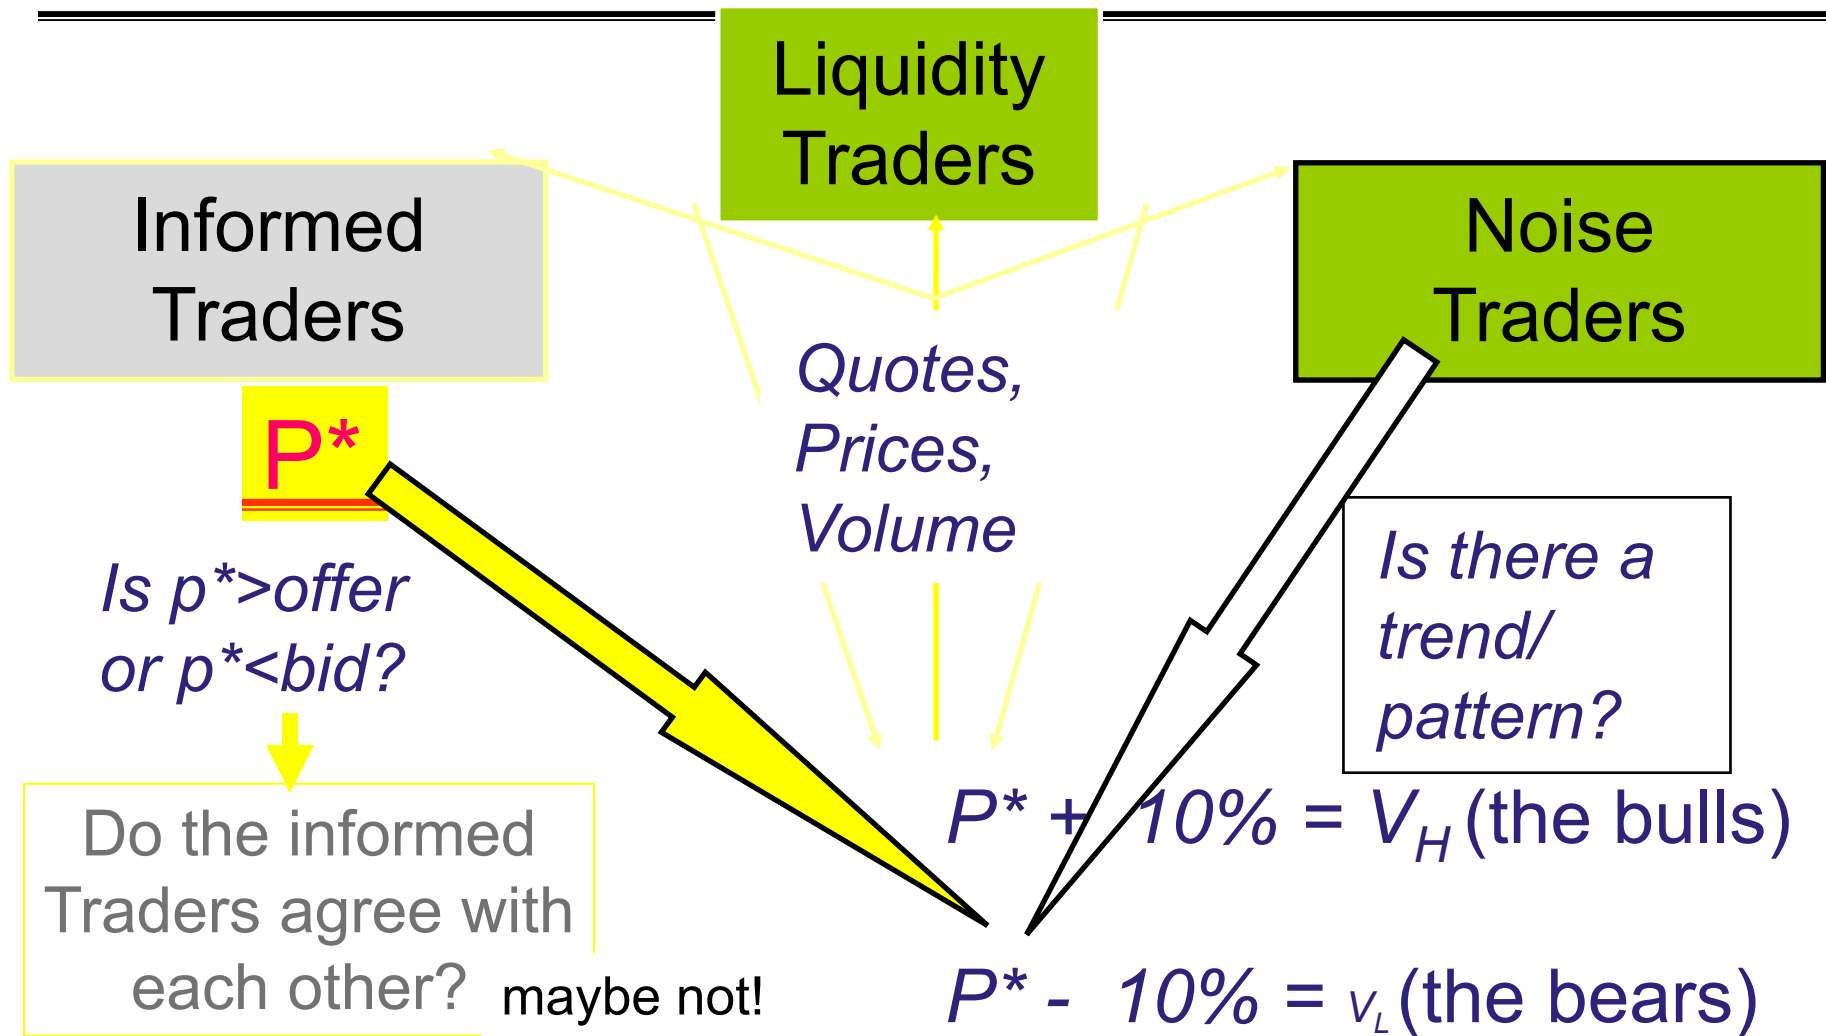 Liquidity
Traders
Informed
Traders
Noise
Traders
P*
Quotes,
Prices,
Volume
Is p*>offer
or p*<bid?
Is there a
trend/
pattern?
Do the informed
Traders agree with
each other?
maybe not!
P* + 10% = VH (the bulls)
P* - 10% = VL (the bears)